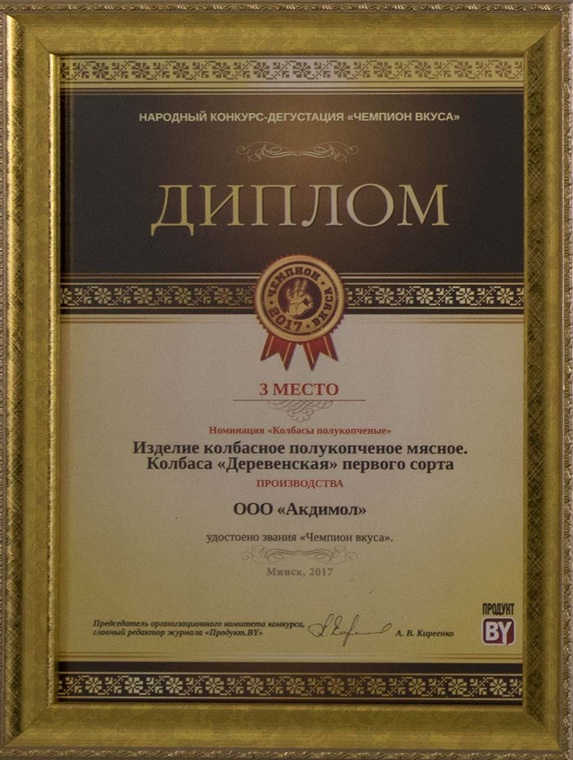 НАРОДНЫЙ КОНКУРС-ДЕГУСТАЦИЯ «ЧЕМПИОН ВКУСА»
ДИПЛОМ
ЧЕМПИОН ВКУСА
2017
3 МЕСТО
Номинация «Колбасы полукопченые»
Изделие колбасное полукопченое мясное.
Колбаса «Деревенская» первого сорта
ПРОИЗВОДСТВА
ООО «Акдимол»
удостоено звания «Чемпион вкуса».
Минск, 2017
Председатель организационного комитета конкурса,
главный редактор журнала «Продукт.BY»
А. В. Киреенко
ПРОДУКТ
BY